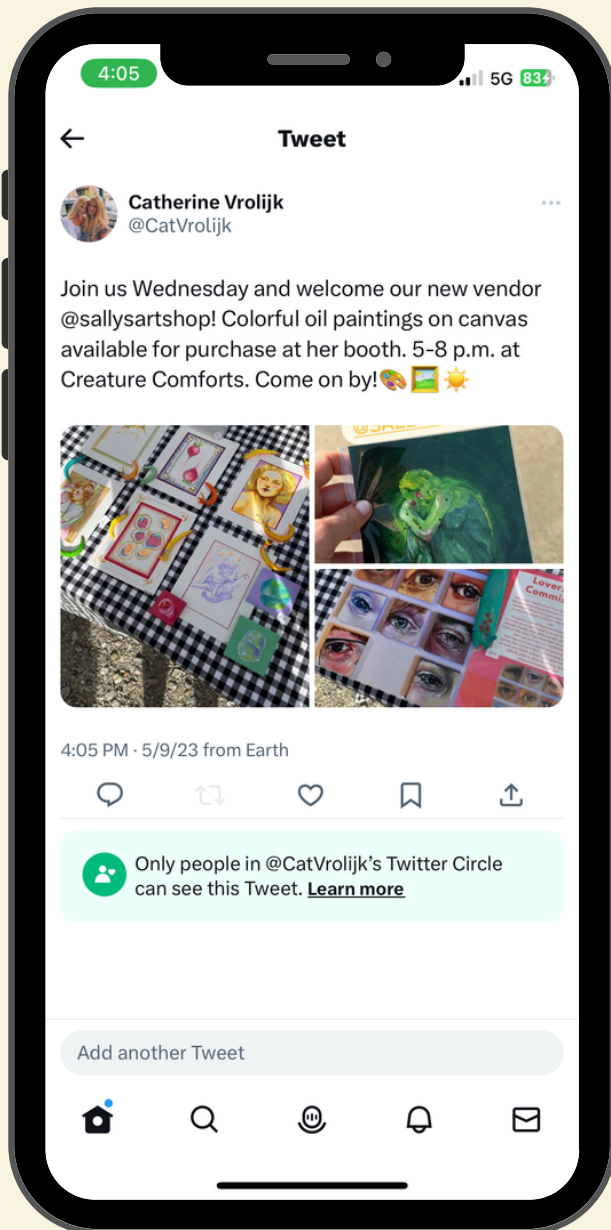 4:05
5G 83
Tweet
Catherine Vrolijk
@CatVrolijk
Join us Wednesday and welcome our new vendor
@sallysartshop! Colorful oil paintings on canvas
available for purchase at her booth. 5-8 p.m. at
Creature Comforts. Come on by!🎨🖼️☀️
Lover
Commi
4:05 PM · 5/9/23 from Earth
Only people in @CatVrolijk's Twitter Circle
can see this Tweet. Learn more
Add another Tweet